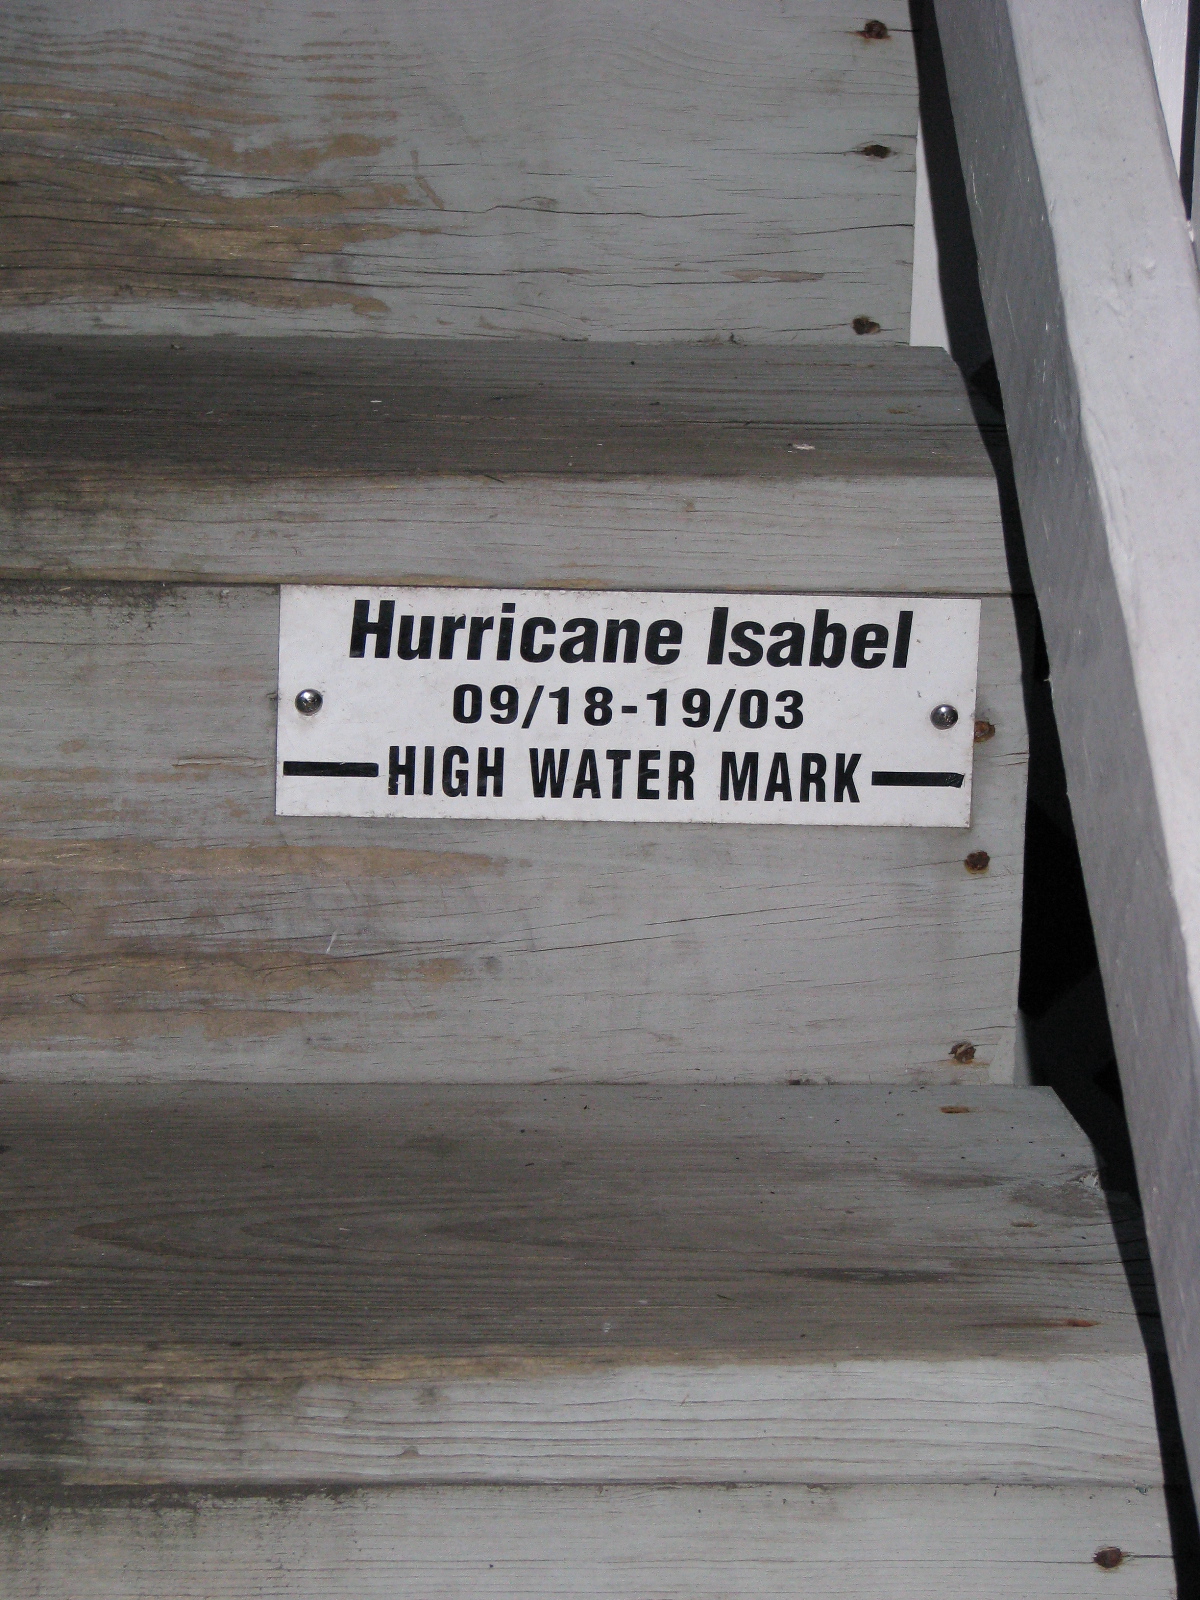 Hurricane Isabel
09/18-19/03
HIGH WATER MARK